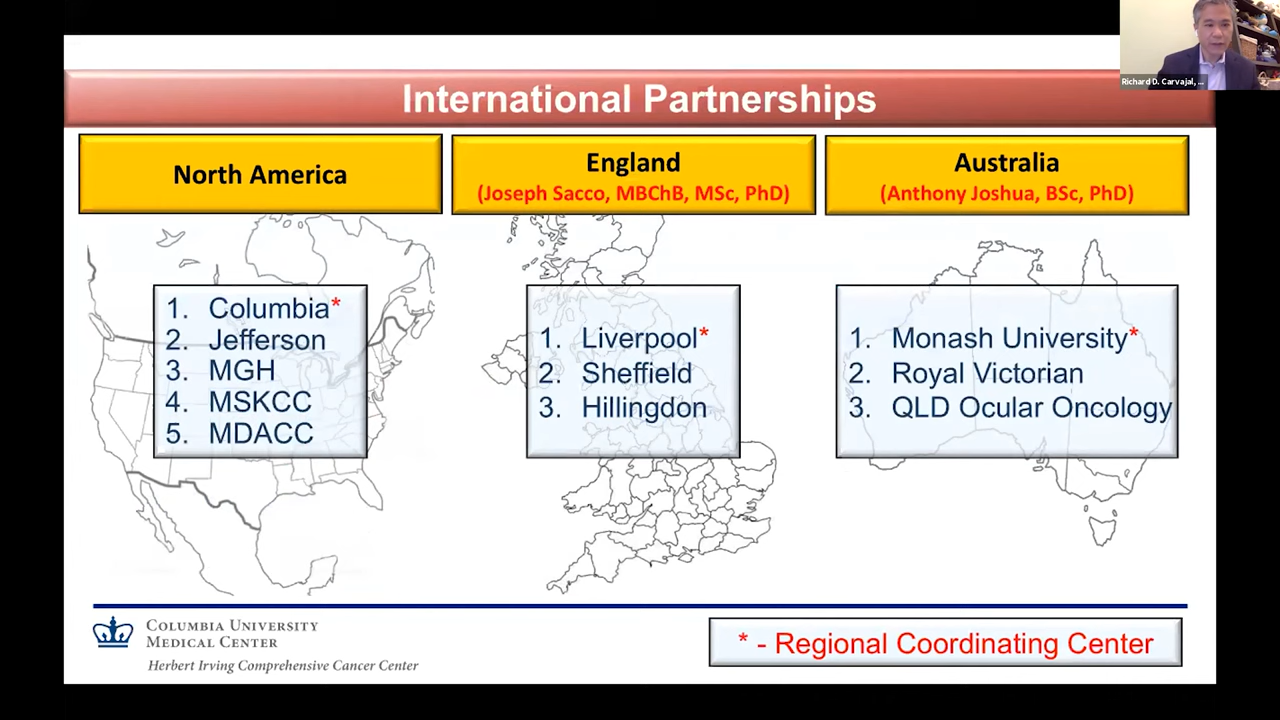 Richard D. Carvajal, ...
International Partnerships
North America
1. Columbia*
2. Jefferson
3. MGH
4. MSKCC
5. MDACC
England
(Joseph Sacco, MBChB, MSc, PhD)
1. Liverpool*
2. Sheffield
3. Hillingdon
Australia
(Anthony Joshua, BSc, PhD)
1. Monash University*
2. Royal Victorian
3. QLD Ocular Oncology
COLUMBIA UNIVERSITY
MEDICAL CENTER
Herbert Irving Comprehensive Cancer Center
* - Regional Coordinating Center